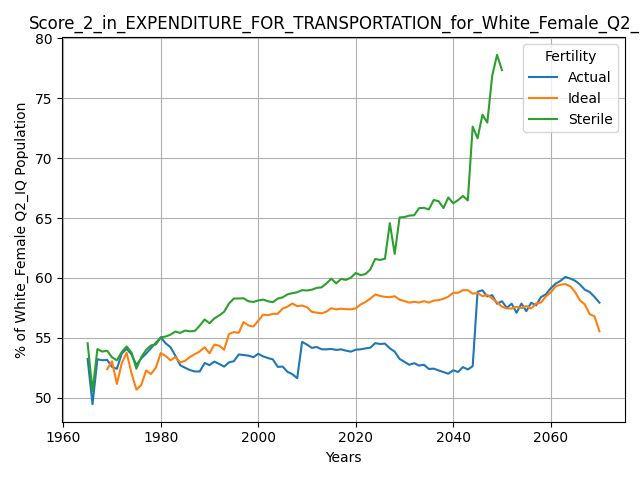 Score_2_in_EXPENDITURE_FOR_TRANSPORTATION_for_White_Female_Q2_
% of White_Female Q2_IQ Population
80
75
70
65
60
55
50
Fertility
Actual
Ideal
Sterile
1960
1980
2000
2020
2040
2060
Years